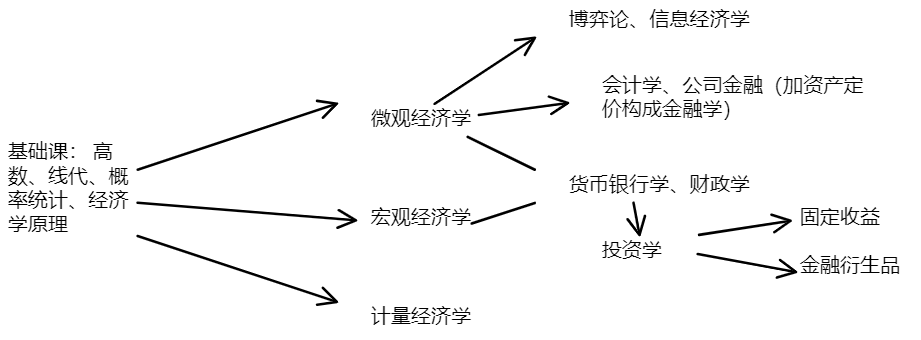 基础课： 高
数、线代、概
率统计、经济
学原理
微观经济学
宏观经济学
计量经济学
博弈论、信息经济学
会计学、公司金融（加资产定
价构成金融学）
货币银行学、财政学
投资学
固定收益
金融衍生品